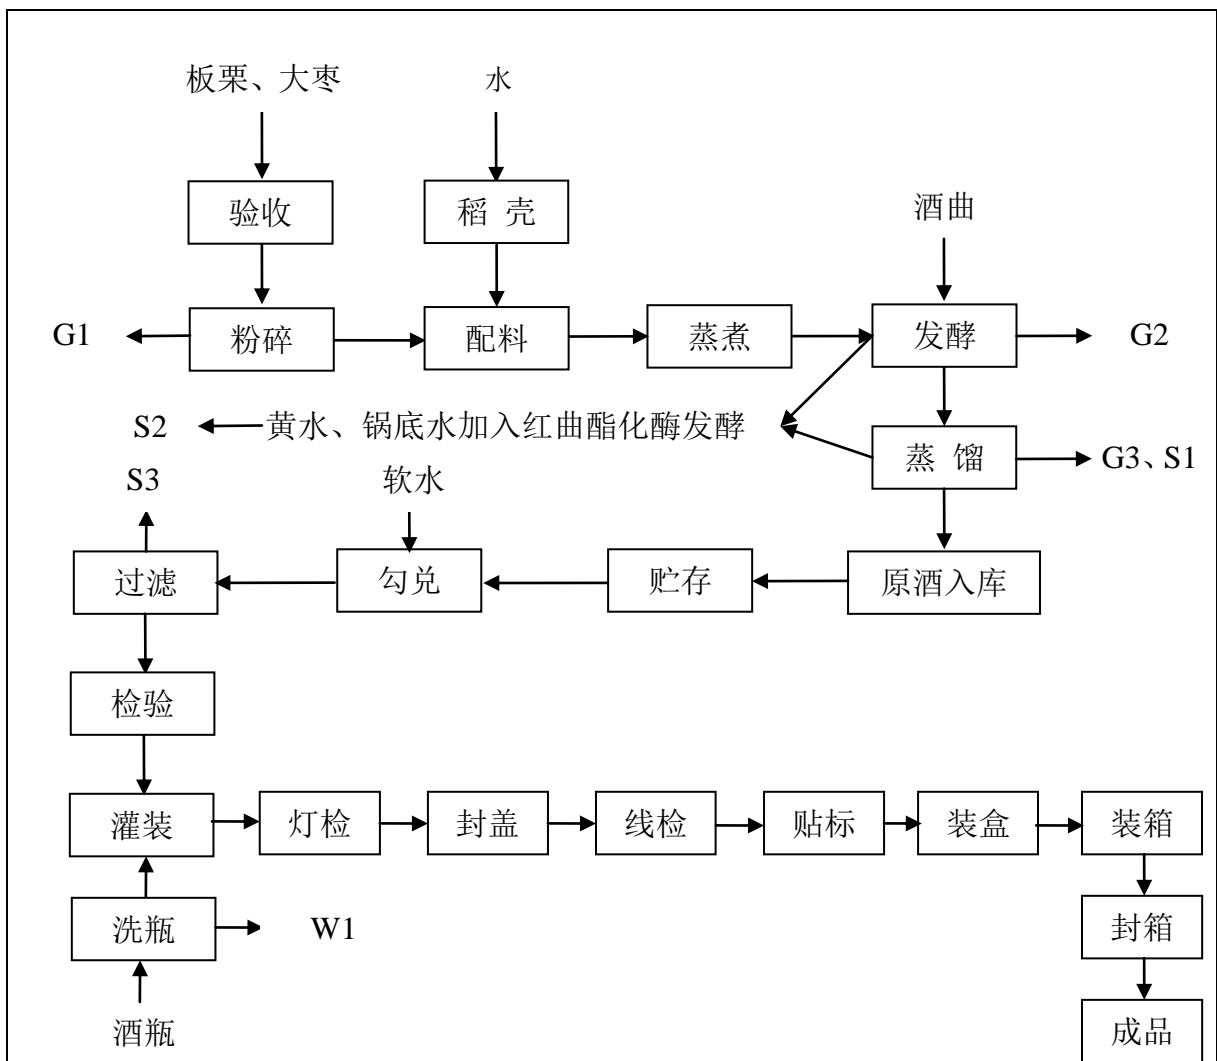 板栗、大枣 水
验收 稻 壳 酒曲
G1 粉碎 配料 蒸煮 发酵 G2
S2 黄水、锅底水加入红曲酯化酶发酵 蒸 馏 G3、S1
S3 软水
过滤 勾兑 贮存 原酒入库
检验
灌装 灯检 封盖 线检 贴标 装盒 装箱
洗瓶 W1 封箱
酒瓶 成品